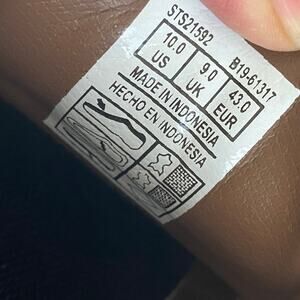 STS21592 B19-61317
10.0 9.0 43.0
US UK EUR
MADE IN INDONESIA
HECHO EN INDONESIA